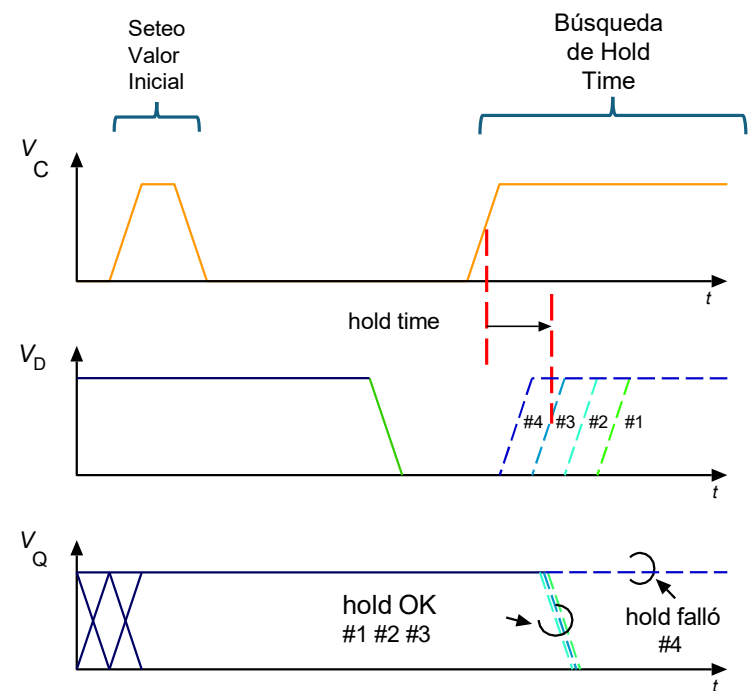 Seteo
Valor
Inicial
Búsqueda
de Hold
Time
V
C
t
hold time
V
D
#4
#3
#2
#1
t
V
Q
hold OK
#1 #2 #3
hold falló
#4
t